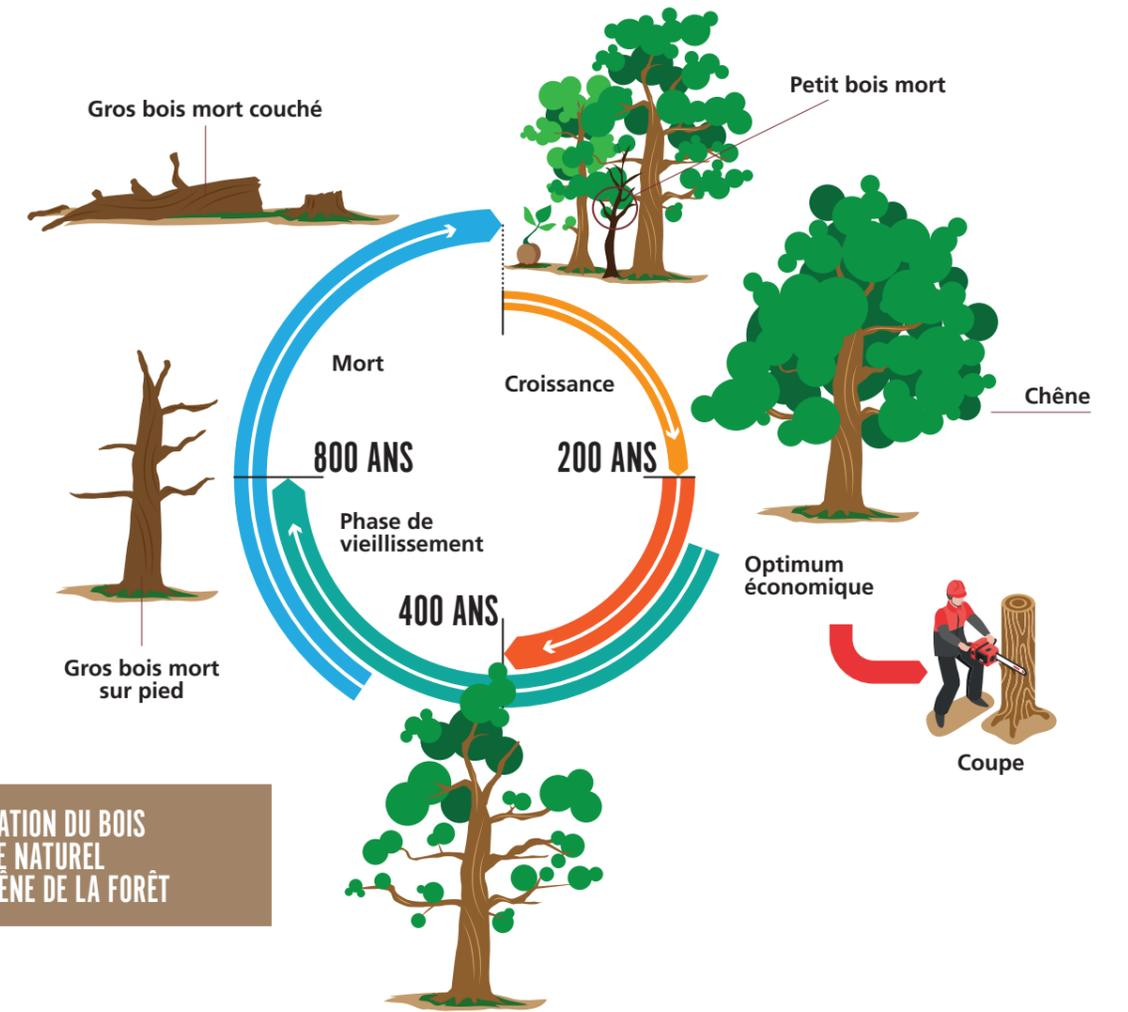 Petit bois mort
Gros bois mort couché
Mort
Croissance
Chêne
800 ANS
200 ANS
Phase de
vieillissement
Optimum
économique
400 ANS
Gros bois mort
sur pied
Coupe
ATION DU BOIS
E NATUREL
ÊNE DE LA FORÊT